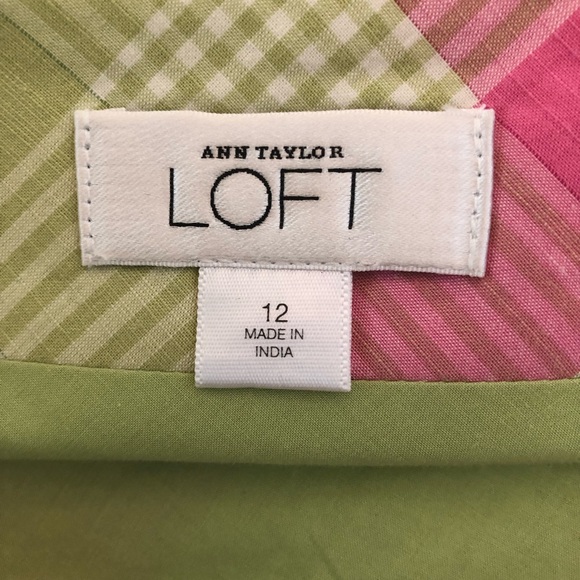 ANN TAYLOR
LOFT
12
MADE IN
INDIA